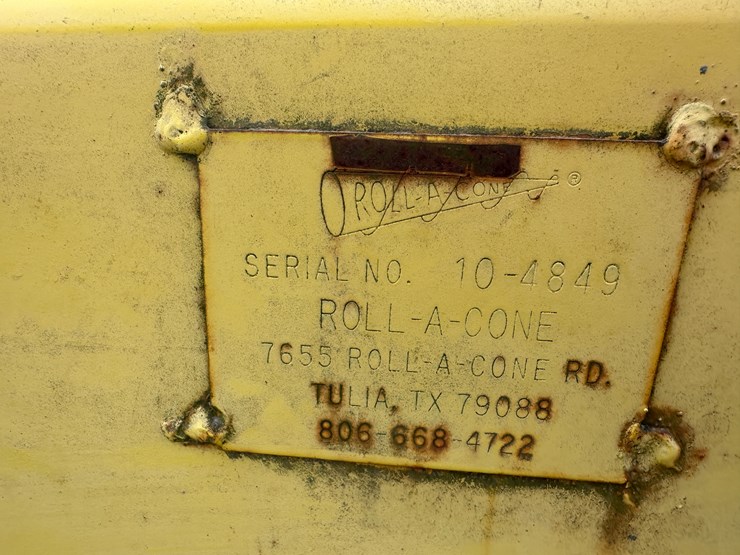 ROLL-A-CONE ®
SERIAL NO. 10-4849
ROLL-A-CONE
7655 ROLL-A-CONE RD.
TULIA, TX 79088
806-668-4722